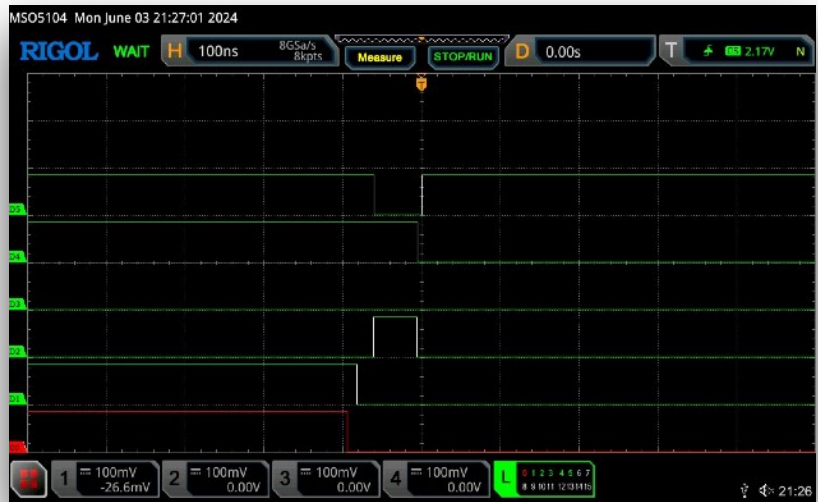 MSO5104 Mon June 03 21:27:01 2024
RIGOL WAIT H 100ns 8GSa/s 8kpts Measure STOP/RUN D 0.00s T D5 2.17V N
T
D5
D4
D3
D2
D1
D0
1 100mV -26.6mV 2 100mV 0.00V 3 100mV 0.00V 4 100mV 0.00V L 0 1 2 3 4 5 6 7
8 9 10 11 12 13 14 15
21:26